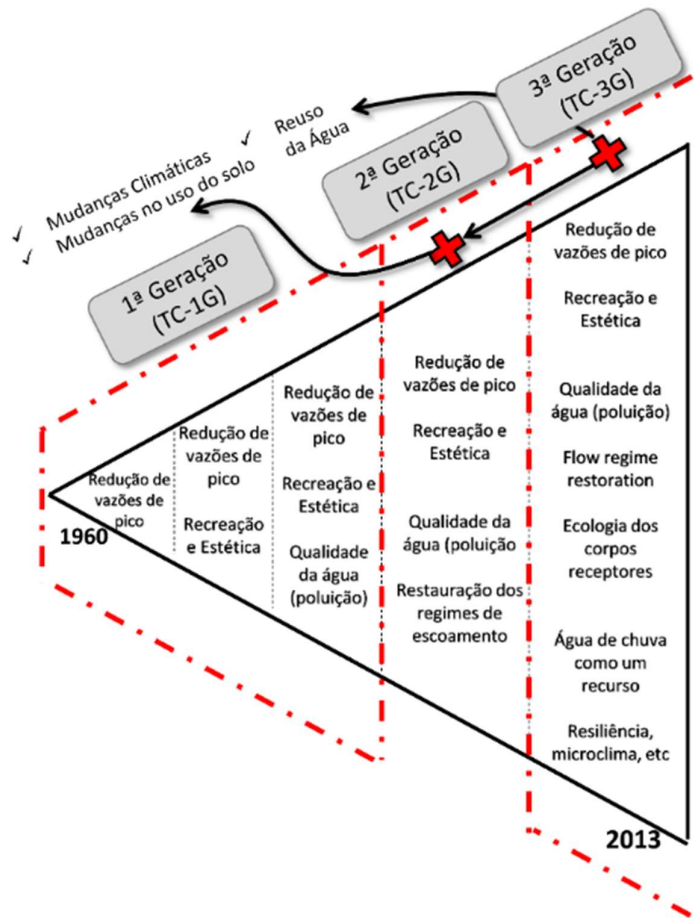 3ª Geração
(TC-3G)
2ª Geração
(TC-2G)
1ª Geração
(TC-1G)
✓ Reuso
da Água
✓ Mudanças Climáticas
✓ Mudanças no uso do solo
Redução de
vazões de
pico
1960
Redução de
vazões de
pico
Recreação
e Estética
Redução de
vazões de
pico
Recreação e
Estética
Qualidade
da água
(poluição)
Redução de
vazões de pico
Recreação e
Estética
Qualidade da
água (poluição
Restauração dos
regimes de
escoamento
Redução de
vazões de pico
Recreação e
Estética
Qualidade da
água (poluição)
Flow regime
restoration
Ecologia dos
corpos
receptores
Água de chuva
como um
recurso
Resiliência,
microclima, etc
2013